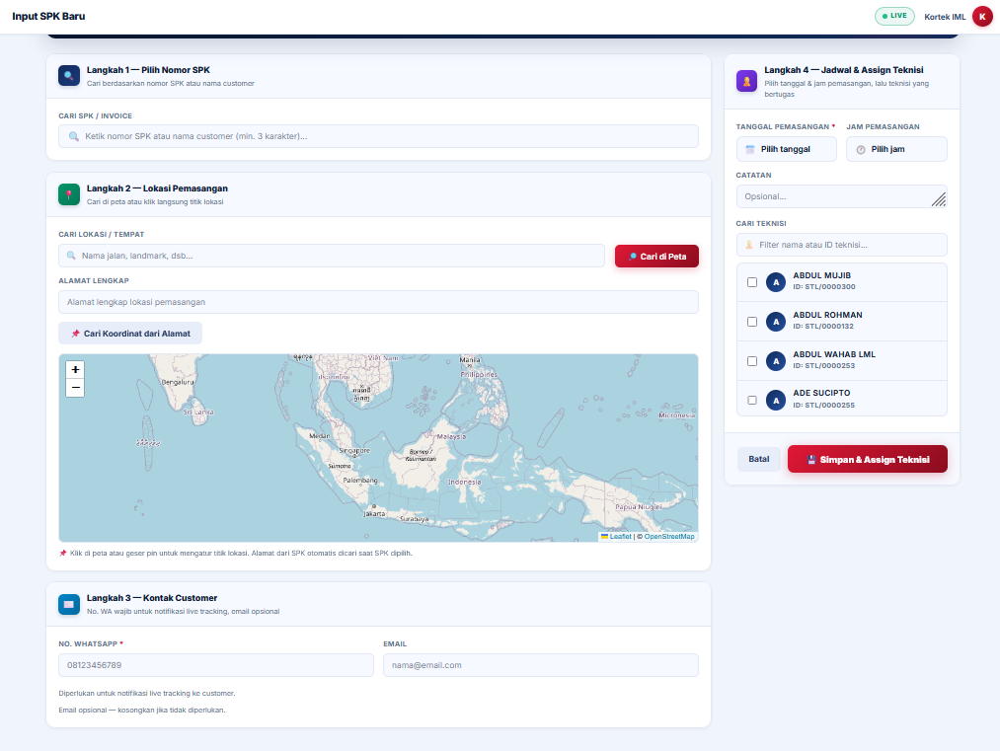 Input SPK Baru
LIVE
Kortek IML
K
Langkah 1 — Pilih Nomor SPK
Cari berdasarkan nomor SPK atau nama customer
CARI SPK / INVOICE
Ketik nomor SPK atau nama customer (min. 3 karakter)...
Langkah 2 — Lokasi Pemasangan
Cari di peta atau klik langsung titik lokasi
CARI LOKASI / TEMPAT
Nama jalan, landmark, dsb...
Cari di Peta
ALAMAT LENGKAP
Alamat lengkap lokasi pemasangan
Cari Koordinat dari Alamat
+
−
Bengaluru
Sri Lanka
Việt Nam
Manila
Philippines
Micronesia
Medan
Malaysia
Singapore
Borneo /
Kalimantan
Sumatra
Palembang
Indonesia
Jakarta
Surabaya
Papua Niugini
Leaflet | © OpenStreetMap
Klik di peta atau geser pin untuk mengatur titik lokasi. Alamat dari SPK otomatis dicari saat SPK dipilih.
Langkah 3 — Kontak Customer
No. WA wajib untuk notifikasi live tracking, email opsional
NO. WHATSAPP *
08123456789
EMAIL
nama@email.com
Diperlukan untuk notifikasi live tracking ke customer.
Email opsional — kosongkan jika tidak diperlukan.
Langkah 4 — Jadwal & Assign Teknisi
Pilih tanggal & jam pemasangan, lalu teknisi yang
bertugas
TANGGAL PEMASANGAN *
Pilih tanggal
JAM PEMASANGAN
Pilih jam
CATATAN
Opsional...
CARI TEKNISI
Filter nama atau ID teknisi...
A
ABDUL MUJIB
ID: STL/0000300
A
ABDUL ROHMAN
ID: STL/0000132
A
ABDUL WAHAB LML
ID: STL/0000253
A
ADE SUCIPTO
ID: STL/0000255
Batal
Simpan & Assign Teknisi